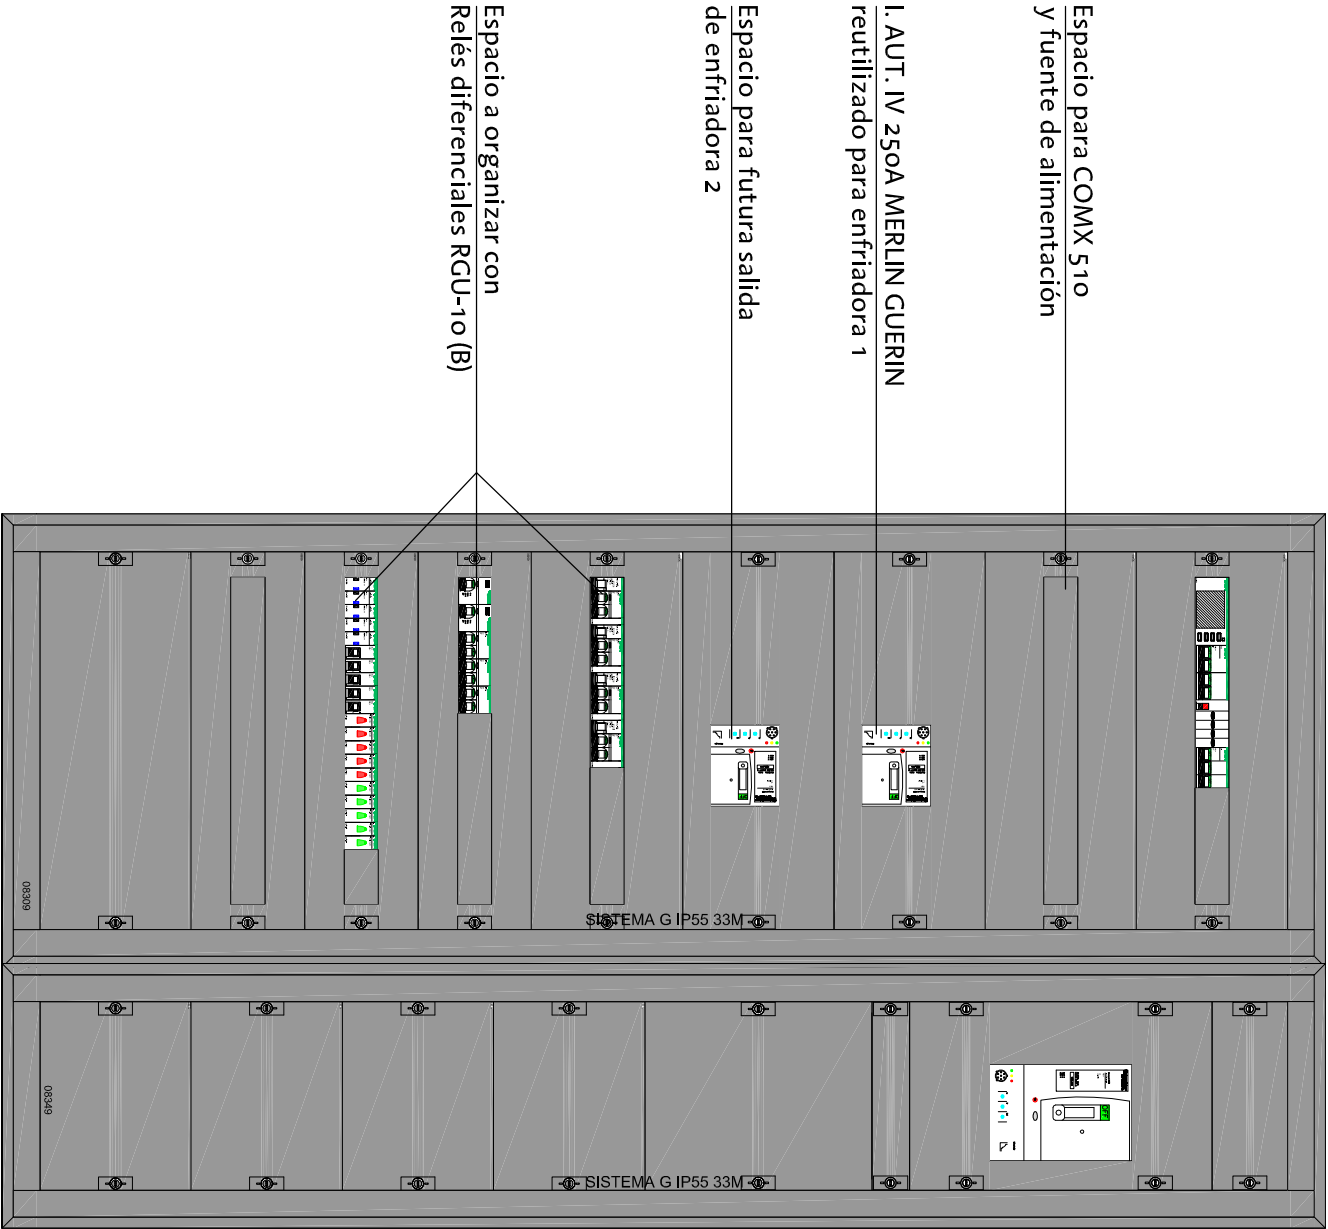 Espacio para COMX 510
y fuente de alimentación
I. AUT. IV 250A MERLIN GUERIN
reutilizado para enfriadora 1
Espacio para futura salida
de enfriadora 2
Espacio a organizar con
Relés diferenciales RGU-10 (B)
SISTEMA G IP55 33M
08309
SISTEMA G IP55 33M
08349
OFF